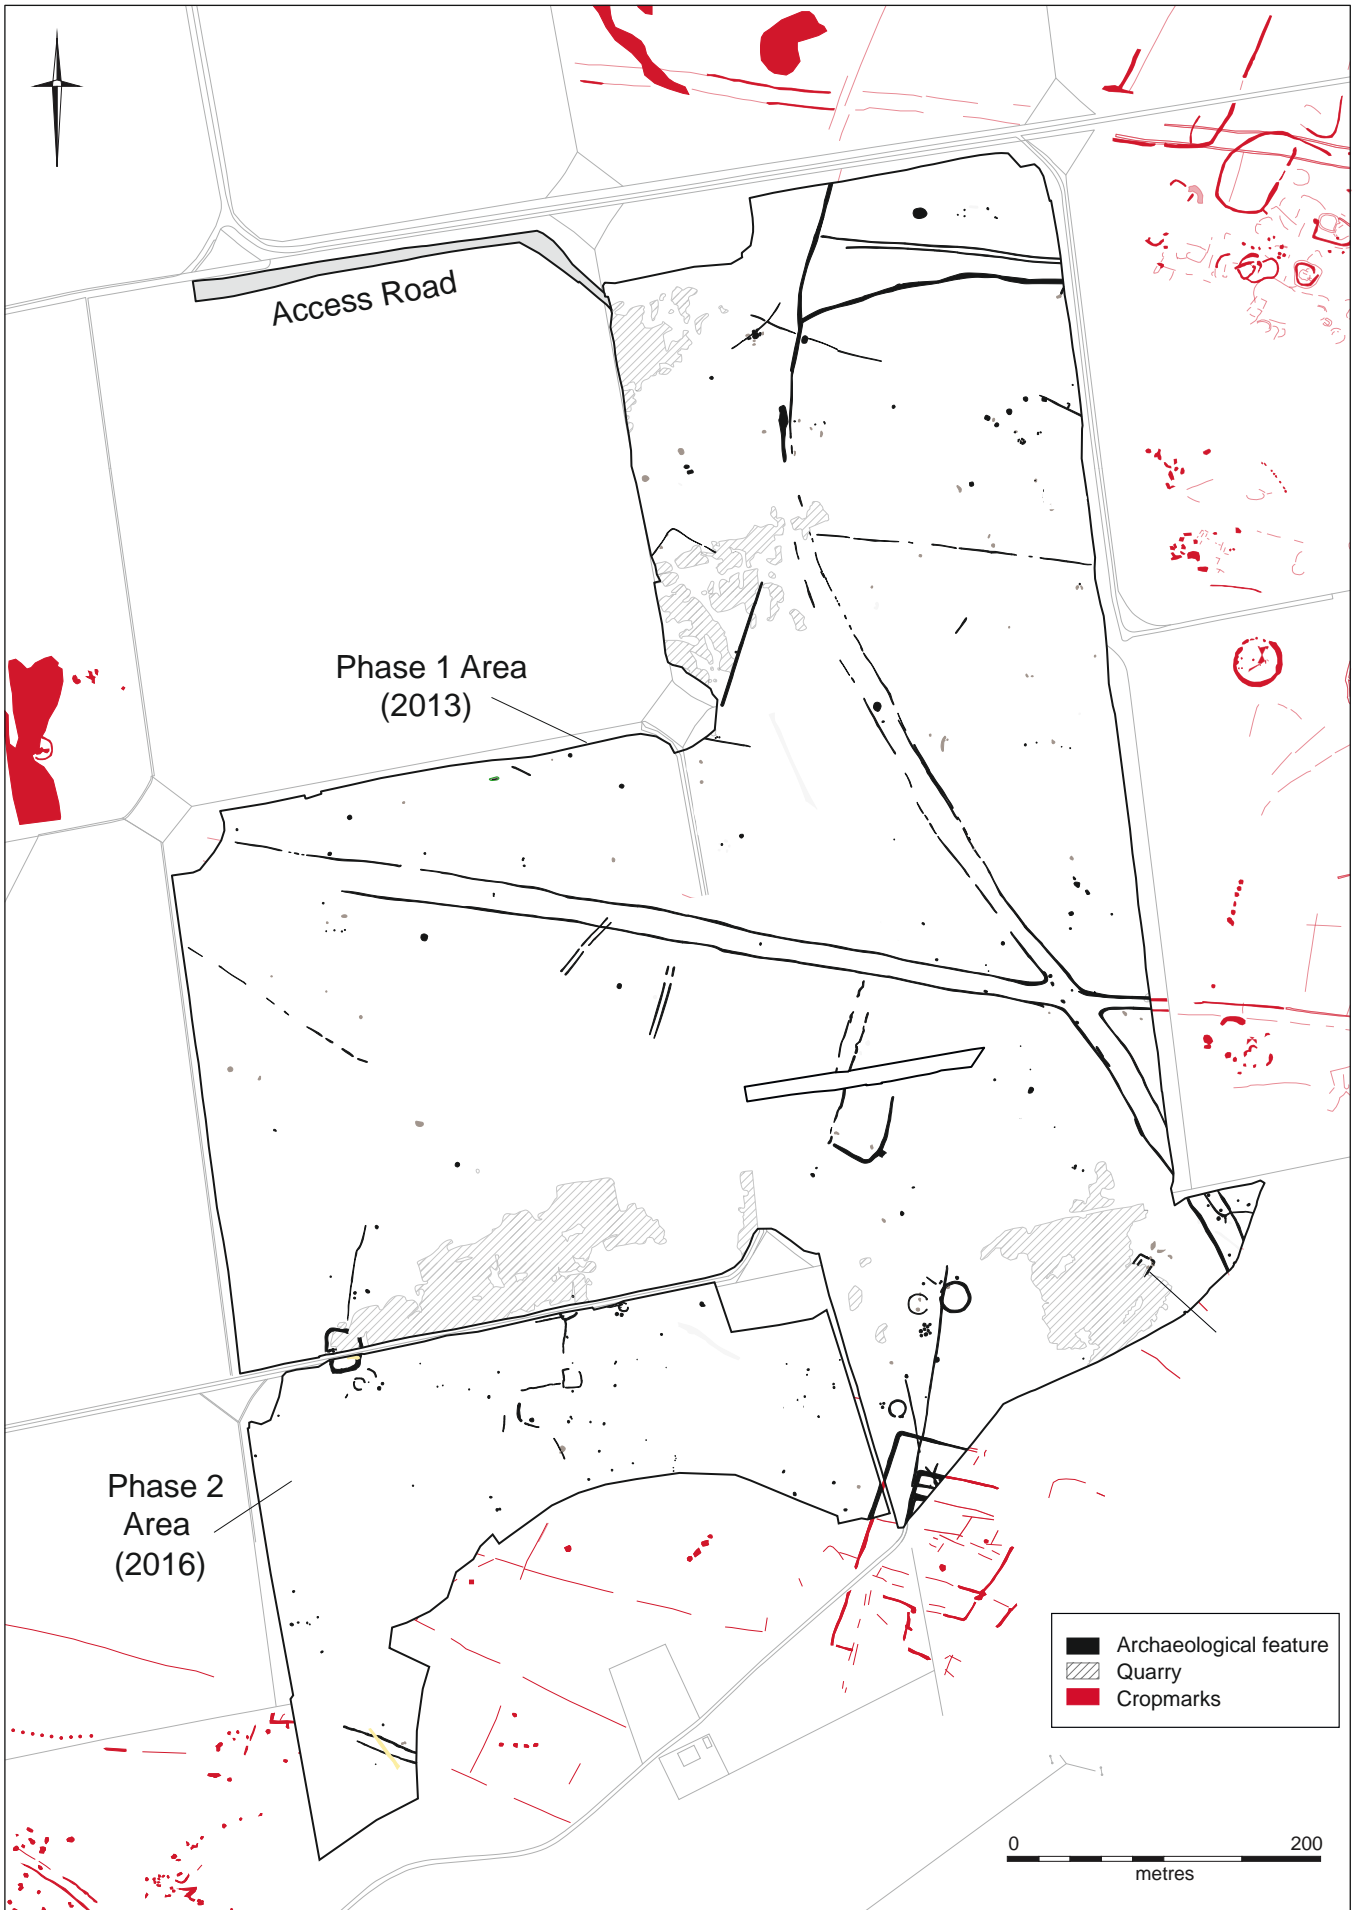 Access Road
Phase 1 Area
(2013)
Phase 2
Area
(2016)
Archaeological feature
Quarry
Cropmarks
0 200
metres